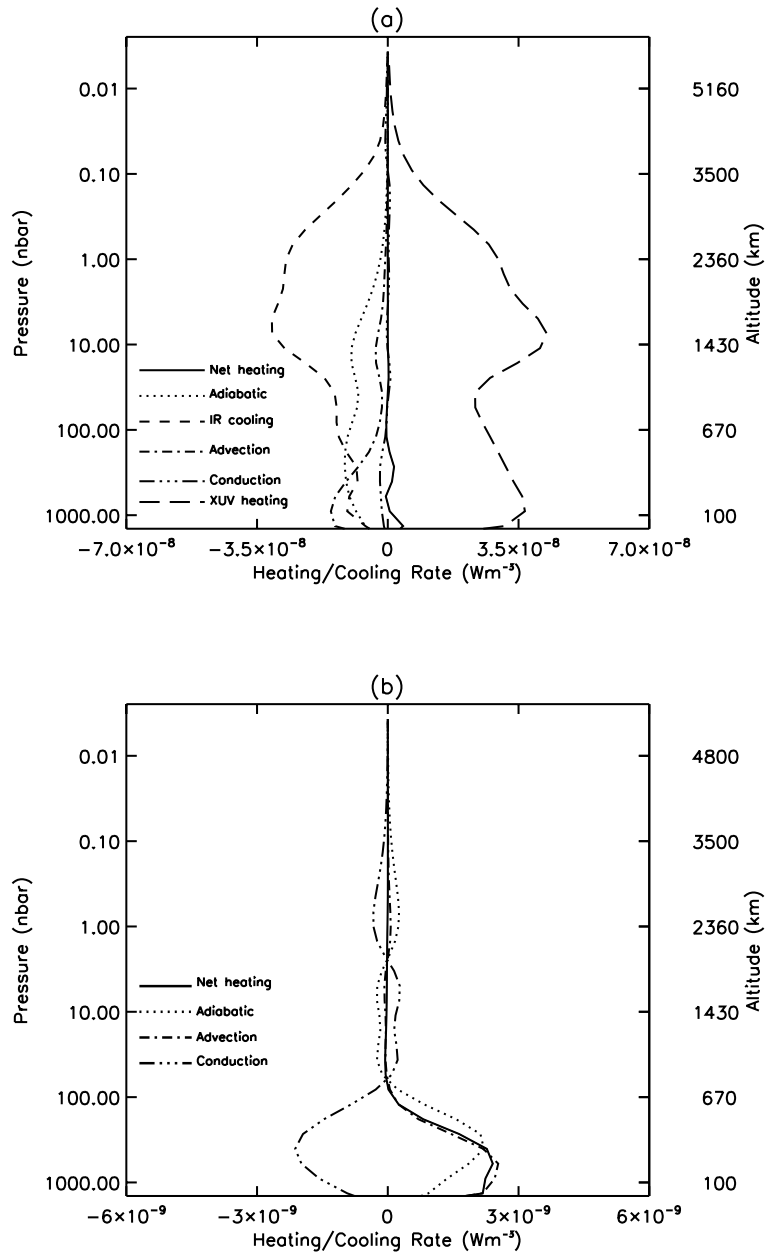 (a)
0.01 5160
0.10 3500
1.00 2360
10.00 1430
100.00 670
1000.00 100
Pressure (nbar)
Altitude (km)
Net heating
Adiabatic
IR cooling
Advection
Conduction
XUV heating
−7.0×10⁻⁸ −3.5×10⁻⁸ 0 3.5×10⁻⁸ 7.0×10⁻⁸
Heating/Cooling Rate (Wm⁻³)
(b)
0.01 4800
0.10 3500
1.00 2360
10.00 1430
100.00 670
1000.00 100
Pressure (nbar)
Altitude (km)
Net heating
Adiabatic
Advection
Conduction
−6×10⁻⁹ −3×10⁻⁹ 0 3×10⁻⁹ 6×10⁻⁹
Heating/Cooling Rate (Wm⁻³)